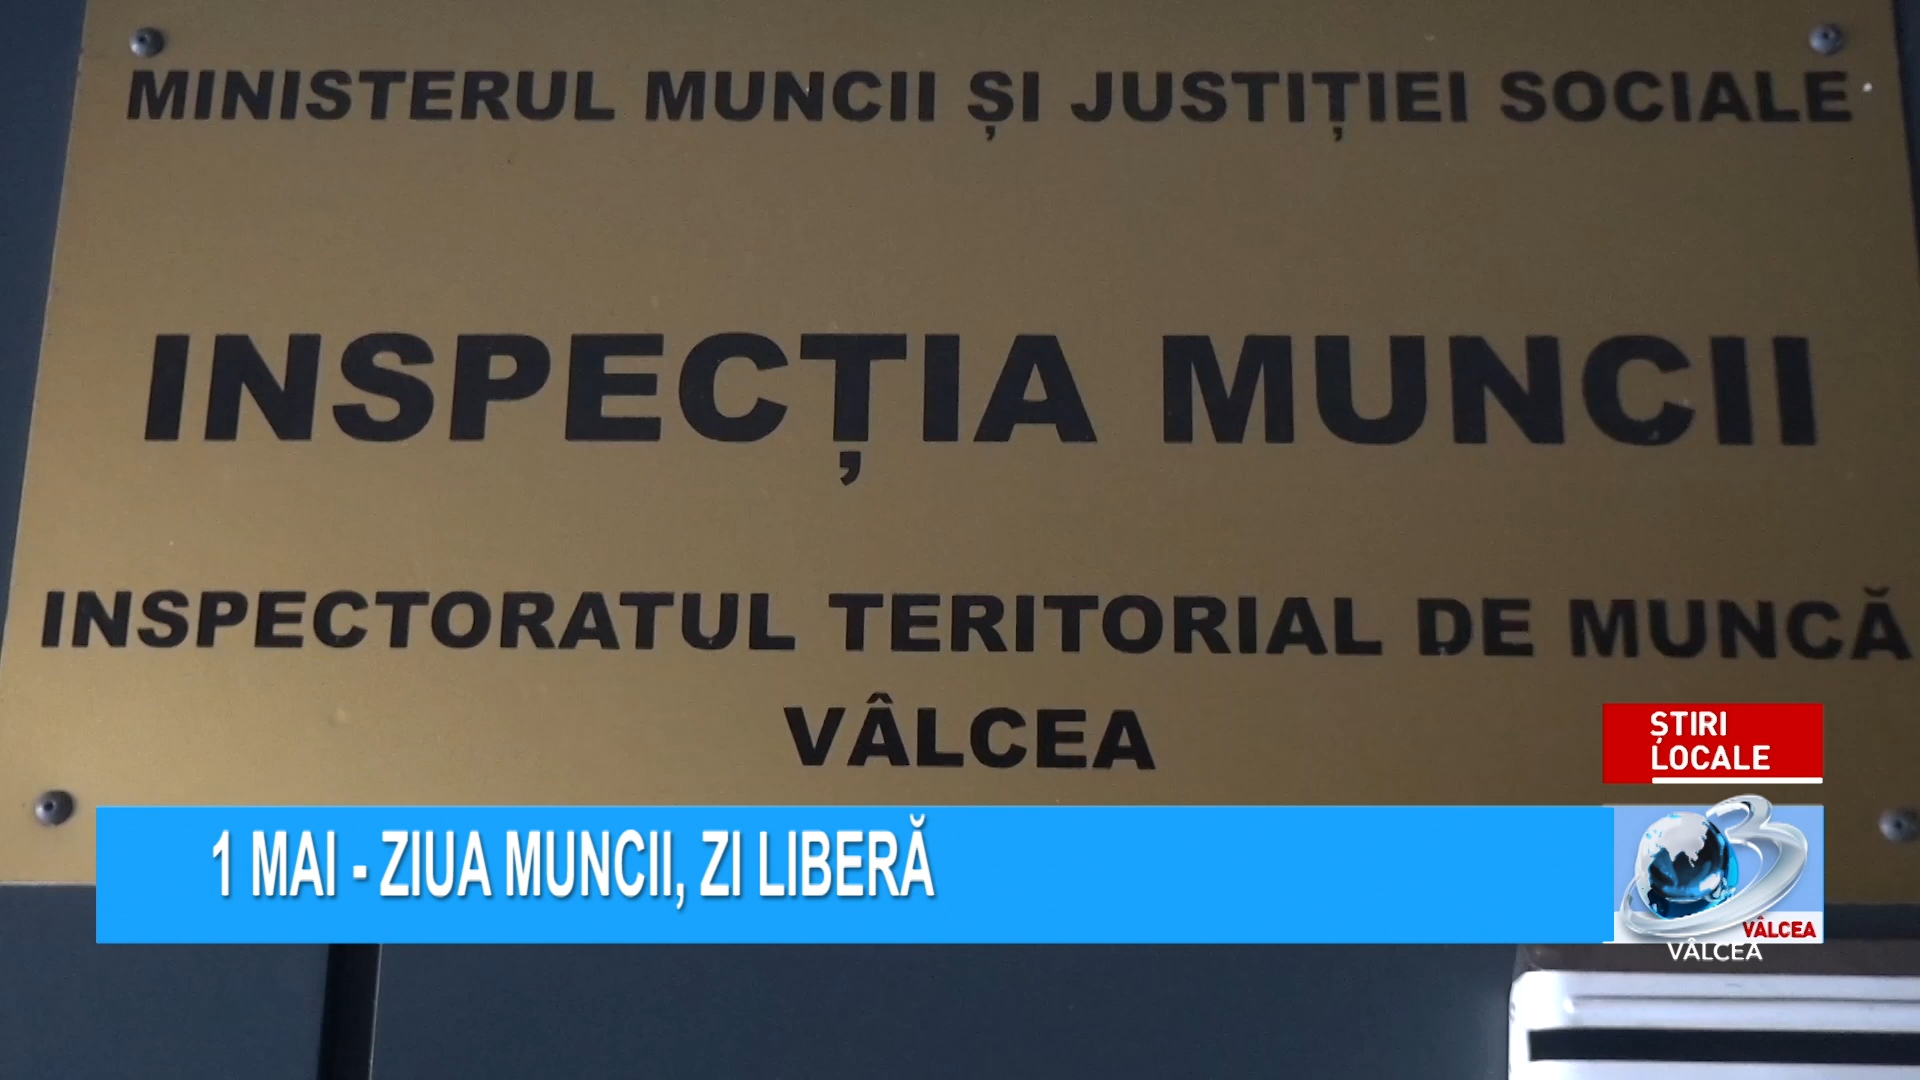 MINISTERUL MUNCII ȘI JUSTIȚIEI SOCIALE
INSPECȚIA MUNCII
INSPECTORATUL TERITORIAL DE MUNCĂ
VÂLCEA
ȘTIRI
LOCALE
1 MAI - ZIUA MUNCII, ZI LIBERĂ
3
VÂLCEA
VÂLCEA